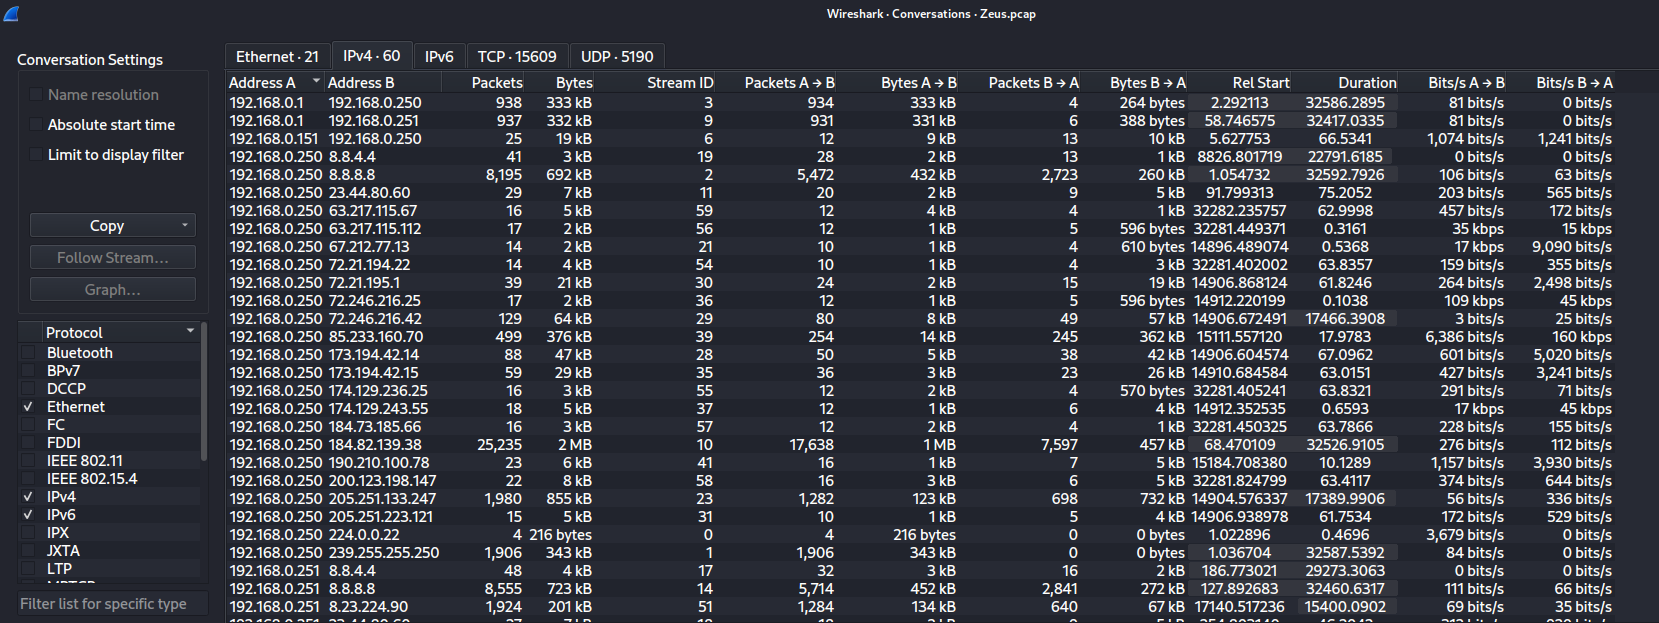 Wireshark · Conversations · Zeus.pcap
Conversation Settings
Name resolution
Absolute start time
Limit to display filter
Copy
Follow Stream...
Graph...
Protocol
Bluetooth
BPv7
DCCP
Ethernet
FC
FDDI
IEEE 802.11
IEEE 802.15.4
IPv4
IPv6
IPX
JXTA
LTP
MPTCP
Filter list for specific type
Ethernet · 21 IPv4 · 60 IPv6 TCP · 15609 UDP · 5190
Address A Address B Packets Bytes Stream ID Packets A → B Bytes A → B Packets B → A Bytes B → A Rel Start Duration Bits/s A → B Bits/s B → A
192.168.0.1 192.168.0.250 938 333 kB 3 934 333 kB 4 264 bytes 2.292113 32586.2895 81 bits/s 0 bits/s
192.168.0.1 192.168.0.251 937 332 kB 9 931 331 kB 6 388 bytes 58.746575 32417.0335 81 bits/s 0 bits/s
192.168.0.151 192.168.0.250 25 19 kB 6 12 9 kB 13 10 kB 5.627753 66.5341 1,074 bits/s 1,241 bits/s
192.168.0.250 8.8.4.4 41 3 kB 19 28 2 kB 13 1 kB 8826.801719 22791.6185 0 bits/s 0 bits/s
192.168.0.250 8.8.8.8 8,195 692 kB 2 5,472 432 kB 2,723 260 kB 1.054732 32592.7926 106 bits/s 63 bits/s
192.168.0.250 23.44.80.60 29 7 kB 11 20 2 kB 9 5 kB 91.799313 75.2052 203 bits/s 565 bits/s
192.168.0.250 63.217.115.67 16 5 kB 59 12 4 kB 4 1 kB 32282.235757 62.9998 457 bits/s 172 bits/s
192.168.0.250 63.217.115.112 17 2 kB 56 12 1 kB 5 596 bytes 32281.449371 0.3161 35 kbps 15 kbps
192.168.0.250 67.212.77.13 14 2 kB 21 10 1 kB 4 610 bytes 14896.489074 0.5368 17 kbps 9,090 bits/s
192.168.0.250 72.21.194.22 14 4 kB 54 10 1 kB 4 3 kB 32281.402002 63.8357 159 bits/s 355 bits/s
192.168.0.250 72.21.195.1 39 21 kB 30 24 2 kB 15 19 kB 14906.868124 61.8246 264 bits/s 2,498 bits/s
192.168.0.250 72.246.216.25 17 2 kB 36 12 1 kB 5 596 bytes 14912.220199 0.1038 109 kbps 45 kbps
192.168.0.250 72.246.216.42 129 64 kB 29 80 8 kB 49 57 kB 14906.672491 17466.3908 3 bits/s 25 bits/s
192.168.0.250 85.233.160.70 499 376 kB 39 254 14 kB 245 362 kB 15111.557120 17.9783 6,386 bits/s 160 kbps
192.168.0.250 173.194.42.14 88 47 kB 28 50 5 kB 38 42 kB 14906.604574 67.0962 601 bits/s 5,020 bits/s
192.168.0.250 173.194.42.15 59 29 kB 35 36 3 kB 23 26 kB 14910.684584 63.0151 427 bits/s 3,241 bits/s
192.168.0.250 174.129.236.25 16 3 kB 55 12 2 kB 4 570 bytes 32281.405241 63.8321 291 bits/s 71 bits/s
192.168.0.250 174.129.243.55 18 5 kB 37 12 1 kB 6 4 kB 14912.352535 0.6593 17 kbps 45 kbps
192.168.0.250 184.73.185.66 16 3 kB 57 12 2 kB 4 1 kB 32281.450325 63.7866 228 bits/s 155 bits/s
192.168.0.250 184.82.139.38 25,235 2 MB 10 17,638 1 MB 7,597 457 kB 68.470109 32526.9105 276 bits/s 112 bits/s
192.168.0.250 190.210.100.78 23 6 kB 41 16 1 kB 7 5 kB 15184.708380 10.1289 1,157 bits/s 3,930 bits/s
192.168.0.250 200.123.198.147 22 8 kB 58 16 3 kB 6 5 kB 32281.824799 63.4117 374 bits/s 644 bits/s
192.168.0.250 205.251.133.247 1,980 855 kB 23 1,282 123 kB 698 732 kB 14904.576337 17389.9906 56 bits/s 336 bits/s
192.168.0.250 205.251.223.121 15 5 kB 31 10 1 kB 5 4 kB 14906.938978 61.7534 172 bits/s 529 bits/s
192.168.0.250 224.0.0.22 4 216 bytes 0 4 216 bytes 0 0 bytes 1.022896 0.4696 3,679 bits/s 0 bits/s
192.168.0.250 239.255.255.250 1,906 343 kB 1 1,906 343 kB 0 0 bytes 1.036704 32587.5392 84 bits/s 0 bits/s
192.168.0.251 8.8.4.4 48 4 kB 17 32 3 kB 16 2 kB 186.773021 29273.3063 0 bits/s 0 bits/s
192.168.0.251 8.8.8.8 8,555 723 kB 14 5,714 452 kB 2,841 272 kB 127.892683 32460.6317 111 bits/s 66 bits/s
192.168.0.251 8.23.224.90 1,924 201 kB 51 1,284 134 kB 640 67 kB 17140.517236 15400.0902 69 bits/s 35 bits/s